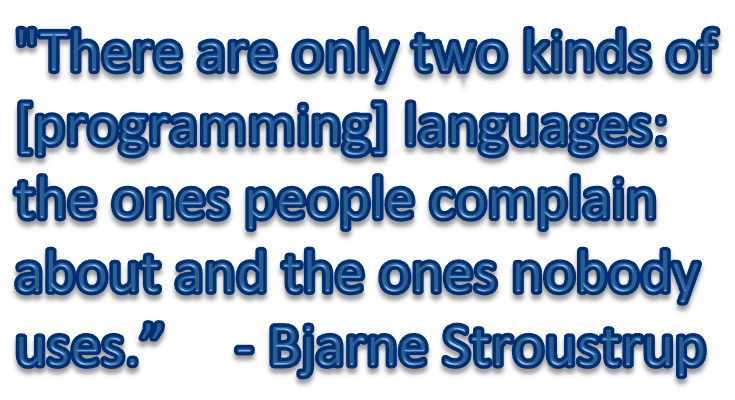 "There are only two kinds of
[programming] languages:
the ones people complain
about and the ones nobody
uses.” - Bjarne Stroustrup